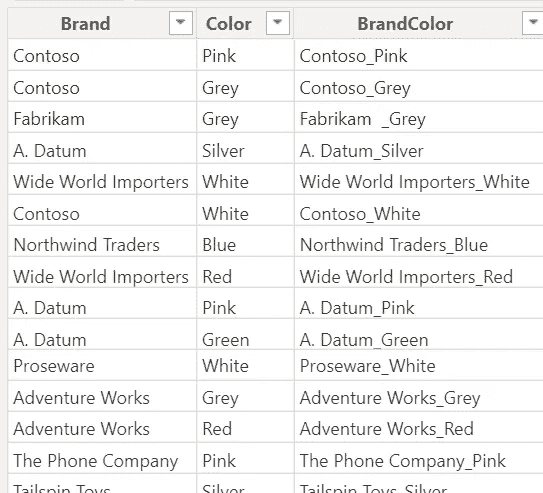 Brand Color BrandColor
Contoso Pink Contoso_Pink
Contoso Grey Contoso_Grey
Fabrikam Grey Fabrikam  _Grey
A. Datum Silver A. Datum_Silver
Wide World Importers White Wide World Importers_White
Contoso White Contoso_White
Northwind Traders Blue Northwind Traders_Blue
Wide World Importers Red Wide World Importers_Red
A. Datum Pink A. Datum_Pink
A. Datum Green A. Datum_Green
Proseware White Proseware_White
Adventure Works Grey Adventure Works_Grey
Adventure Works Red Adventure Works_Red
The Phone Company Pink The Phone Company_Pink
Tailspin Toys Silver Tailspin Toys_Silver